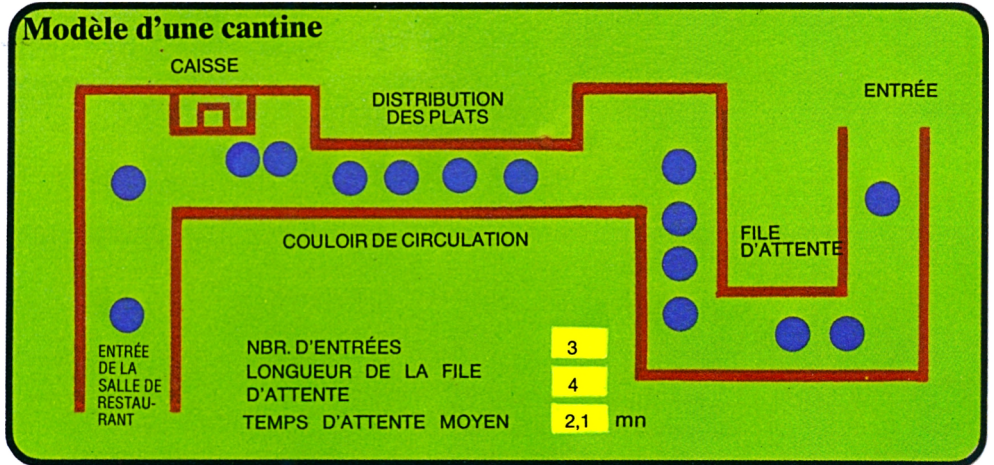 Modèle d'une cantine
CAISSE
DISTRIBUTION
DES PLATS
ENTRÉE
COULOIR DE CIRCULATION
FILE
D'ATTENTE
ENTRÉE
DE LA
SALLE DE
RESTAU-
RANT
NBR. D'ENTRÉES 3
LONGUEUR DE LA FILE
D'ATTENTE 4
TEMPS D'ATTENTE MOYEN 2,1 mn